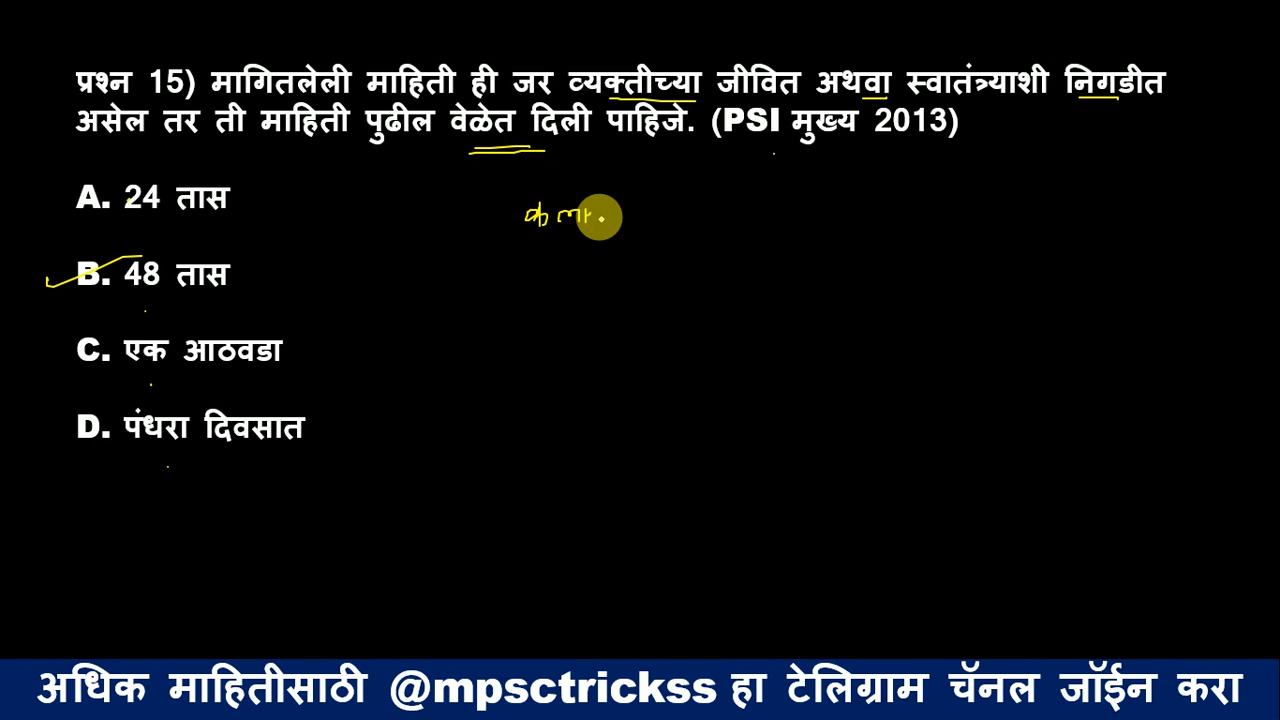 प्रश्न 15) मागितलेली माहिती ही जर व्यक्तीच्या जीवित अथवा स्वातंत्र्याशी निगडीत
असेल तर ती माहिती पुढील वेळेत दिली पाहिजे. (PSI मुख्य 2013)
A. 24 तास
कला
B. 48 तास
C. एक आठवडा
D. पंधरा दिवसात
अधिक माहितीसाठी @mpsctrickss हा टेलिग्राम चॅनल जॉईन करा